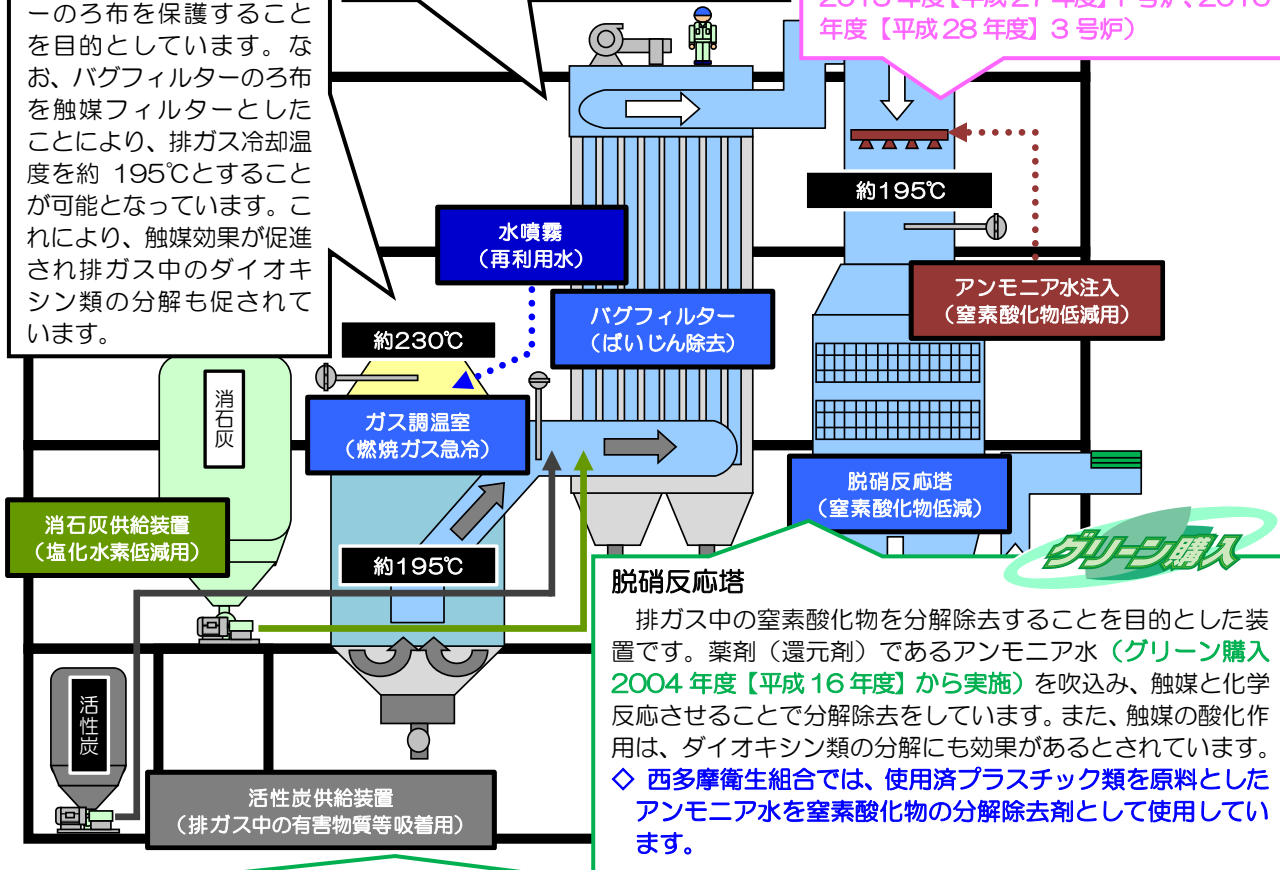 ーのろ布を保護すること
を目的としています。な
お、バグフィルターのろ布
を触媒フィルターとした
ことにより、排ガス冷却温
度を約 195℃とすること
が可能となっています。こ
れにより、触媒効果が促進
され排ガス中のダイオキ
シン類の分解も促されて
います。
年度【平成 28 年度】3 号炉）
約195℃
水噴霧
（再利用水）
アンモニア水注入
（窒素酸化物低減用）
バグフィルター
（ばいじん除去）
約230℃
消石灰
ガス調温室
（燃焼ガス急冷）
脱硝反応塔
（窒素酸化物低減）
消石灰供給装置
（塩化水素低減用）
約195℃
グリーン購入
脱硝反応塔
排ガス中の窒素酸化物を分解除去することを目的とした装
置です。薬剤（還元剤）であるアンモニア水（グリーン購入
2004 年度【平成 16 年度】から実施）を吹込み、触媒と化学
反応させることで分解除去をしています。また、触媒の酸化作
用は、ダイオキシン類の分解にも効果があるとされています。
◇ 西多摩衛生組合では、使用済プラスチック類を原料とした
アンモニア水を窒素酸化物の分解除去剤として使用してい
ます。
活性炭
活性炭供給装置
（排ガス中の有害物質等吸着用）